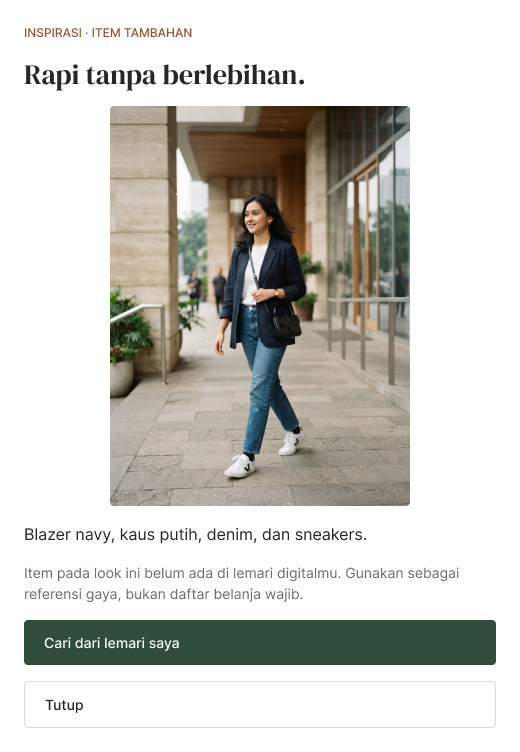 INSPIRASI · ITEM TAMBAHAN
Rapi tanpa berlebihan.
Blazer navy, kaus putih, denim, dan sneakers.
Item pada look ini belum ada di lemari digitalmu. Gunakan sebagai
referensi gaya, bukan daftar belanja wajib.
Cari dari lemari saya
Tutup